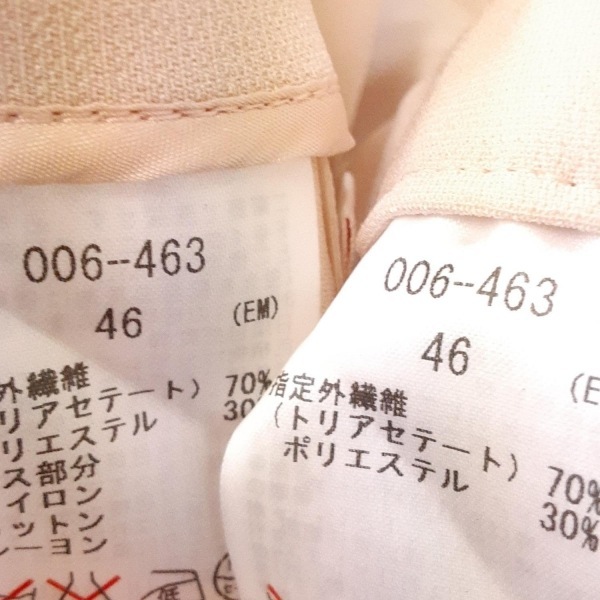 006--463
46
(EM)
外繊維
リアセテート) 70%
リエステル 30
ス部分
イロン
ットン
ーヨン
低
006--463
46
(E
指定外繊維
(トリアセテート) 70%
ポリエステル 30%